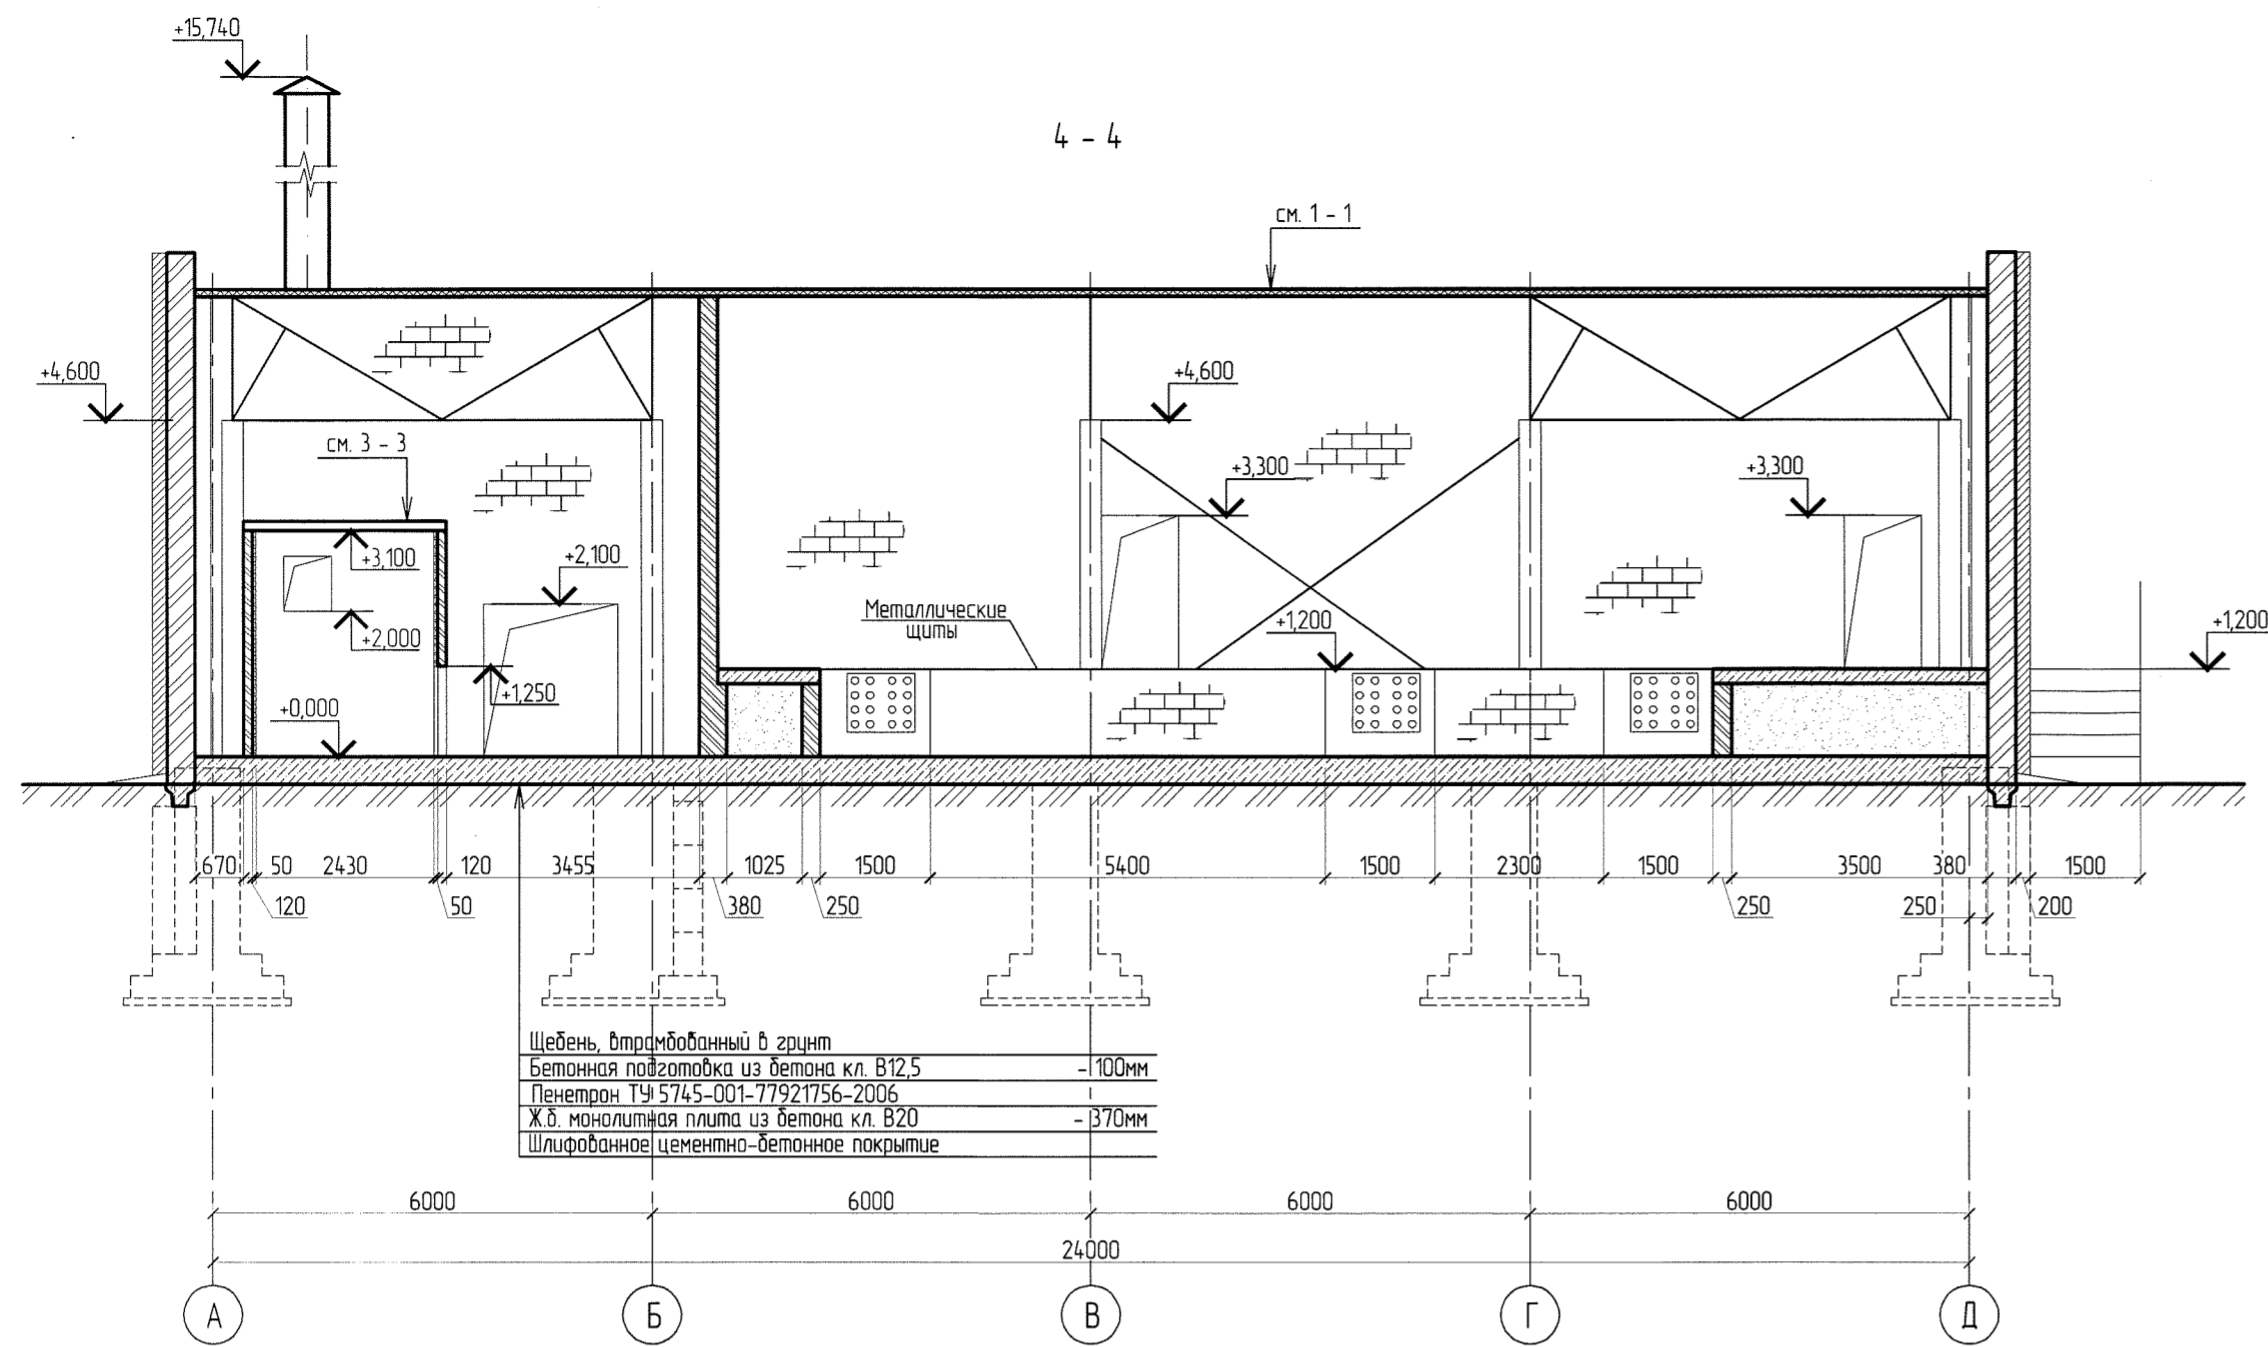 +15,740
4 - 4
см. 1 - 1
+4,600
+4,600
см. 3 - 3
+3,300
+3,300
+3,100
+2,100
+2,000
Металлические
щиты
+1,200
+1,200
+1,250
+0,000
670
50
2430
120
3455
1025
1500
5400
1500
2300
1500
3500
380
1500
120
50
380
250
250
250
200
Щебень, втрамбованный в грунт
Бетонная подготовка из бетона кл. В12,5 - 100мм
Пенетрон ТУ 5745-001-77921756-2006
Ж.б. монолитная плита из бетона кл. В20 - 370мм
Шлифованное цементно-бетонное покрытие
6000
6000
6000
6000
24000
А
Б
В
Г
Д